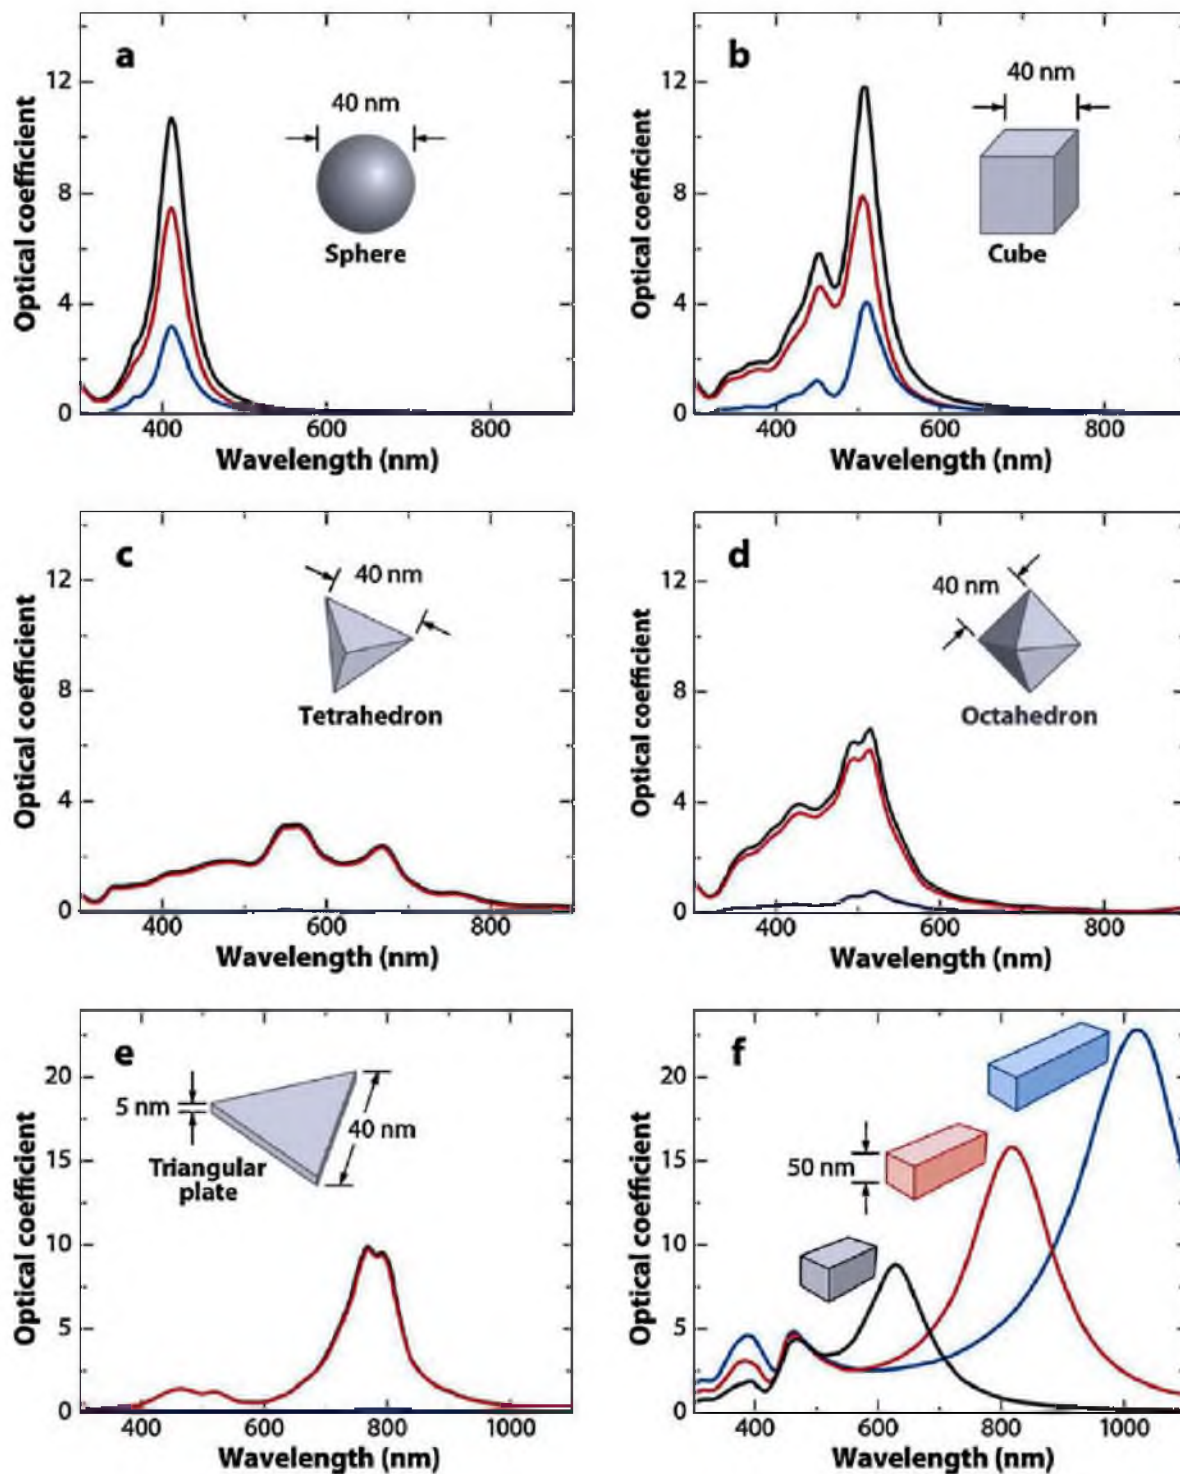 a
40 nm
Sphere
Optical coefficient
12
8
4
0
400
600
800
Wavelength (nm)
b
40 nm
Cube
Optical coefficient
12
8
4
0
400
600
800
Wavelength (nm)
c
40 nm
Tetrahedron
Optical coefficient
12
8
4
0
400
600
800
Wavelength (nm)
d
40 nm
Octahedron
Optical coefficient
12
8
4
0
400
600
800
Wavelength (nm)
e
5 nm
40 nm
Triangular
plate
Optical coefficient
20
15
10
5
0
400
600
800
1000
Wavelength (nm)
f
50 nm
Optical coefficient
20
15
10
5
0
400
600
800
1000
Wavelength (nm)